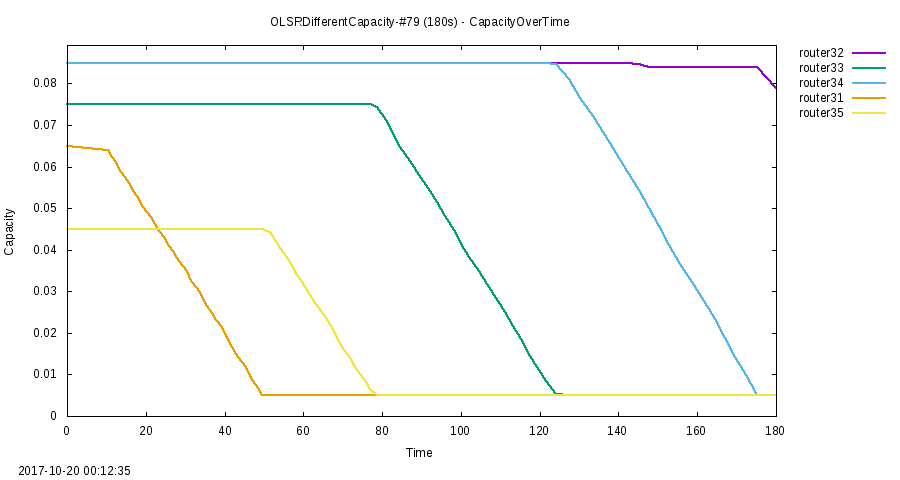 OLSRDifferentCapacity-#79 (180s) - CapacityOverTime
router32
router33
router34
router31
router35
Capacity
0.08
0.07
0.06
0.05
0.04
0.03
0.02
0.01
0
0 20 40 60 80 100 120 140 160 180
Time
2017-10-20 00:12:35